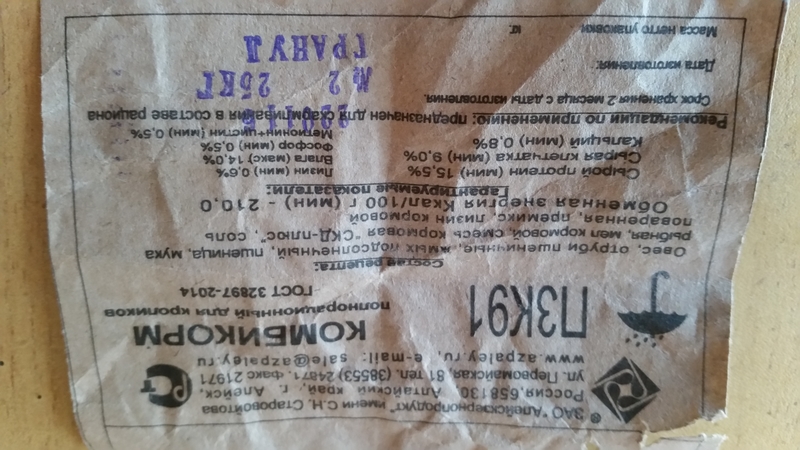 ® ЗАО "Алейскзернопродукт" имени С.Н. Старовойтова
Россия, 658130, Алтайский край, г. Алейск,
ул. Первомайская, 81 тел. (38553) 24871. факс 21971
www.azpaley.ru, e-mail: sale@azpaley.ru
РСТ
ПЗК91
КОМБИКОРМ
полнорационный для кроликов
ГОСТ 32897-2014
Состав рецепта:
Овес, отруби пшеничные, жмых подсолнечный, пшеница, мука
рыбная, мел кормовой, смесь кормовая "СКД-плюс", соль
поваренная, премикс, лизин кормовой
Обменная энергия Ккал/100 г (мин) - 210,0
Гарантируемые показатели:
Сырой протеин (мин) 15,5%
Сырая клетчатка (мин) 9,0%
Кальций (мин) 0,8%
Лизин (мин) 0,6%
Влага (макс) 14,0%
Фосфор (мин) 0,5%
Метионин+цистин (мин) 0,5%
Рекомендации по применению: предназначен для скармливания в составе рациона
Срок хранения 2 месяца с даты изготовления.
Дата изготовления:
Масса нетто упаковки кг.
№ 2 25КГ
ГРАНУЛ